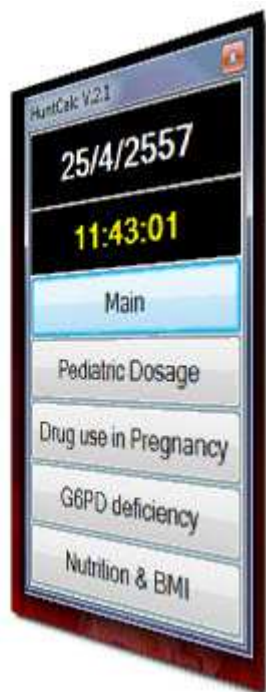 HuntCalc V.2.1
25/4/2557
11:43:01
Main
Pediatric Dosage
Drug use in Pregnancy
G6PD deficiency
Nutrition & BMI